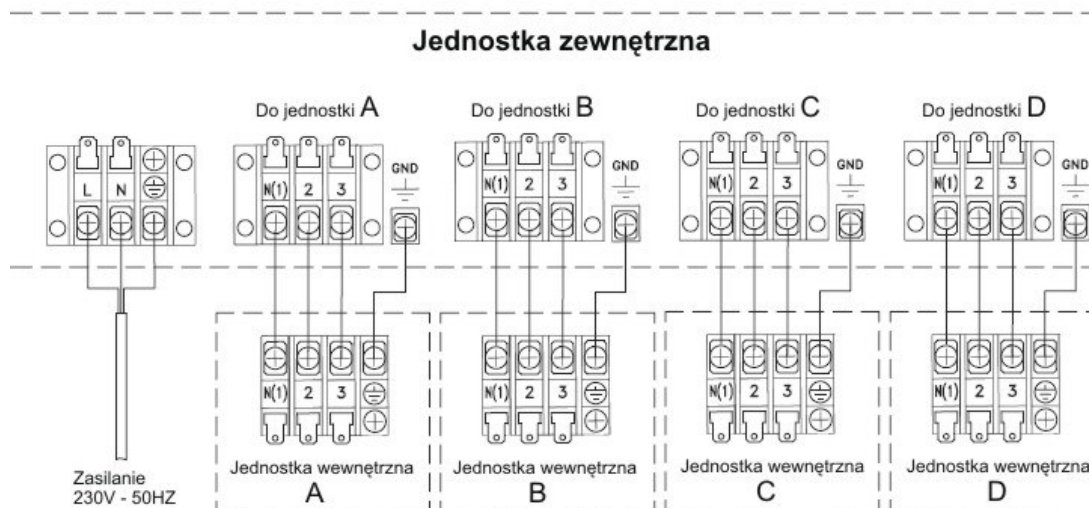 Jednostka zewnętrzna
Do jednostki A
Do jednostki B
Do jednostki C
Do jednostki D
L N
N(1) 2 3
GND
N(1) 2 3
GND
N(1) 2 3
GND
N(1) 2 3
GND
N(1) 2 3
N(1) 2 3
N(1) 2 3
N(1) 2 3
Zasilanie
230V - 50HZ
Jednostka wewnętrzna
A
Jednostka wewnętrzna
B
Jednostka wewnętrzna
C
Jednostka wewnętrzna
D